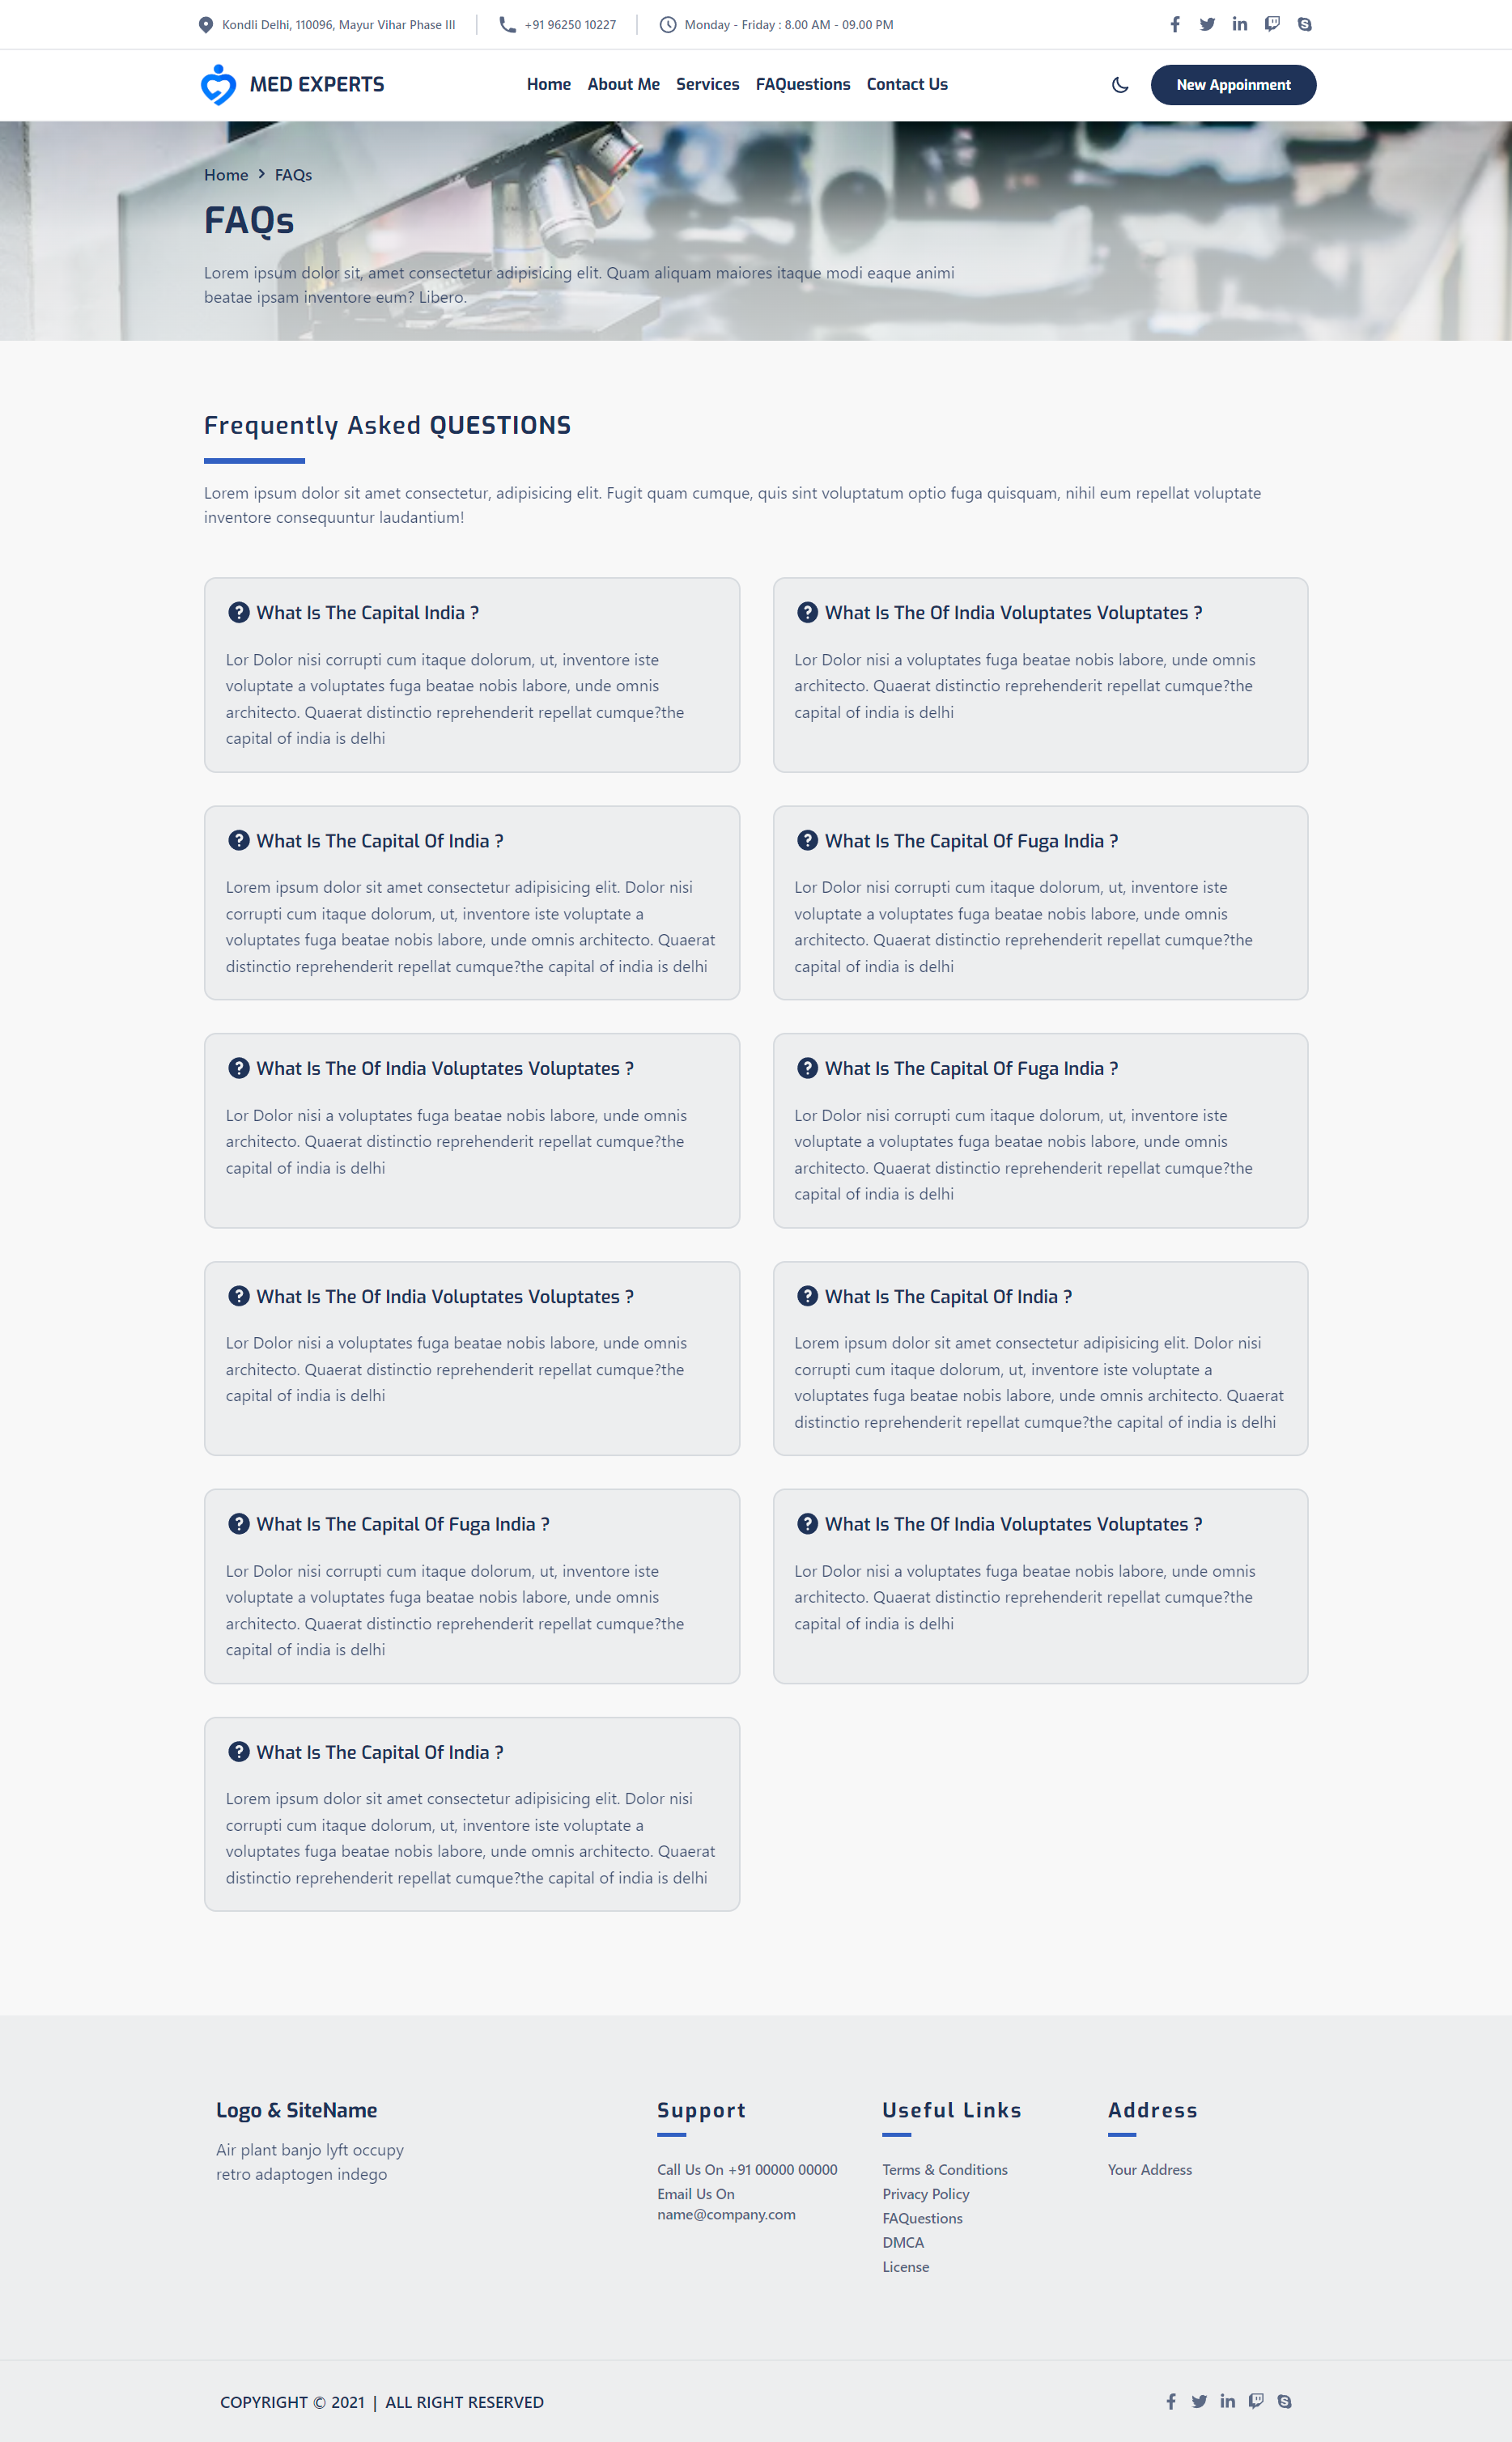 Kondli Delhi, 110096, Mayur Vihar Phase III
+91 96250 10227
Monday - Friday : 8.00 AM - 09.00 PM
MED EXPERTS
Home
About Me
Services
FAQuestions
Contact Us
New Appoinment
Home
FAQs
FAQs
Lorem ipsum dolor sit, amet consectetur adipisicing elit. Quam aliquam maiores itaque modi eaque animi
beatae ipsam inventore eum? Libero.
Frequently Asked QUESTIONS
Lorem ipsum dolor sit amet consectetur, adipisicing elit. Fugit quam cumque, quis sint voluptatum optio fuga quisquam, nihil eum repellat voluptate
inventore consequuntur laudantium!
What Is The Capital India ?
Lor Dolor nisi corrupti cum itaque dolorum, ut, inventore iste
voluptate a voluptates fuga beatae nobis labore, unde omnis
architecto. Quaerat distinctio reprehenderit repellat cumque?the
capital of india is delhi
What Is The Of India Voluptates Voluptates ?
Lor Dolor nisi a voluptates fuga beatae nobis labore, unde omnis
architecto. Quaerat distinctio reprehenderit repellat cumque?the
capital of india is delhi
What Is The Capital Of India ?
Lorem ipsum dolor sit amet consectetur adipisicing elit. Dolor nisi
corrupti cum itaque dolorum, ut, inventore iste voluptate a
voluptates fuga beatae nobis labore, unde omnis architecto. Quaerat
distinctio reprehenderit repellat cumque?the capital of india is delhi
What Is The Capital Of Fuga India ?
Lor Dolor nisi corrupti cum itaque dolorum, ut, inventore iste
voluptate a voluptates fuga beatae nobis labore, unde omnis
architecto. Quaerat distinctio reprehenderit repellat cumque?the
capital of india is delhi
What Is The Of India Voluptates Voluptates ?
Lor Dolor nisi a voluptates fuga beatae nobis labore, unde omnis
architecto. Quaerat distinctio reprehenderit repellat cumque?the
capital of india is delhi
What Is The Capital Of Fuga India ?
Lor Dolor nisi corrupti cum itaque dolorum, ut, inventore iste
voluptate a voluptates fuga beatae nobis labore, unde omnis
architecto. Quaerat distinctio reprehenderit repellat cumque?the
capital of india is delhi
What Is The Of India Voluptates Voluptates ?
Lor Dolor nisi a voluptates fuga beatae nobis labore, unde omnis
architecto. Quaerat distinctio reprehenderit repellat cumque?the
capital of india is delhi
What Is The Capital Of India ?
Lorem ipsum dolor sit amet consectetur adipisicing elit. Dolor nisi
corrupti cum itaque dolorum, ut, inventore iste voluptate a
voluptates fuga beatae nobis labore, unde omnis architecto. Quaerat
distinctio reprehenderit repellat cumque?the capital of india is delhi
What Is The Capital Of Fuga India ?
Lor Dolor nisi corrupti cum itaque dolorum, ut, inventore iste
voluptate a voluptates fuga beatae nobis labore, unde omnis
architecto. Quaerat distinctio reprehenderit repellat cumque?the
capital of india is delhi
What Is The Of India Voluptates Voluptates ?
Lor Dolor nisi a voluptates fuga beatae nobis labore, unde omnis
architecto. Quaerat distinctio reprehenderit repellat cumque?the
capital of india is delhi
What Is The Capital Of India ?
Lorem ipsum dolor sit amet consectetur adipisicing elit. Dolor nisi
corrupti cum itaque dolorum, ut, inventore iste voluptate a
voluptates fuga beatae nobis labore, unde omnis architecto. Quaerat
distinctio reprehenderit repellat cumque?the capital of india is delhi
Logo & SiteName
Air plant banjo lyft occupy
retro adaptogen indego
Support
Call Us On +91 00000 00000
Email Us On
name@company.com
Useful Links
Terms & Conditions
Privacy Policy
FAQuestions
DMCA
License
Address
Your Address
COPYRIGHT © 2021 | ALL RIGHT RESERVED